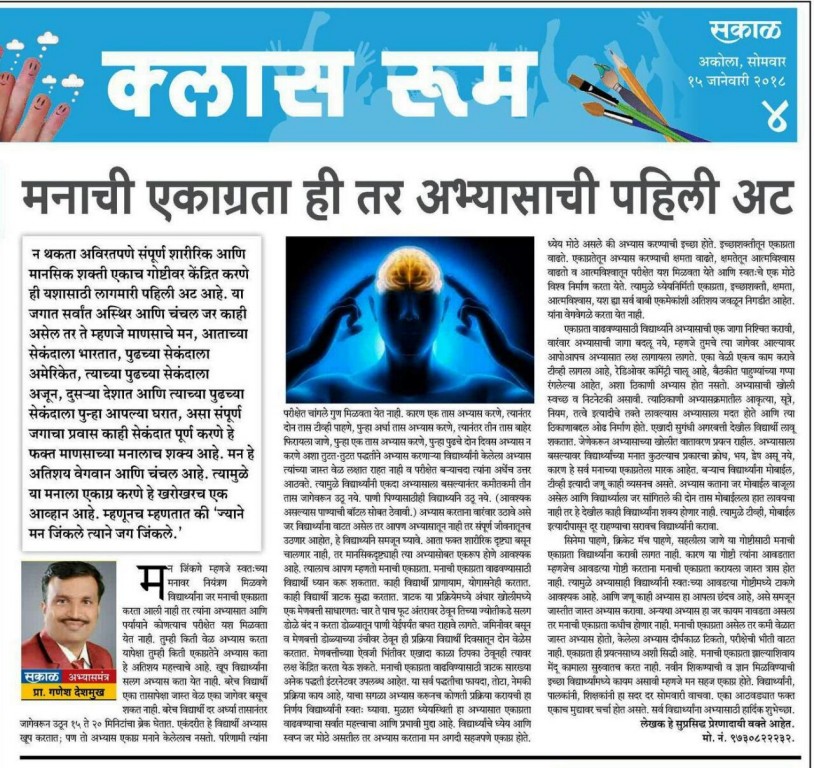 सकाळ
अकोला, सोमवार
१५ जानेवारी २०१८
४
क्लास रूम
मनाची एकाग्रता ही तर अभ्यासाची पहिली अट
न थकता अविरतपणे संपूर्ण शारीरिक आणि
मानसिक शक्ती एकाच गोष्टीवर केंद्रित करणे
ही यशासाठी लागमारी पहिली अट आहे. या
जगात सर्वांत अस्थिर आणि चंचल जर काही
असेल तर ते म्हणजे माणसाचे मन, आताच्या
सेकंदाला भारतात, पुढच्या सेकंदाला
अमेरिकेत, त्याच्या पुढच्या सेकंदाला
अजून, दुसऱ्या देशात आणि त्याच्या पुढच्या
सेकंदाला पुन्हा आपल्या घरात, असा संपूर्ण
जगाचा प्रवास काही सेकंदात पूर्ण करणे हे
फक्त माणसाच्या मनालाच शक्य आहे. मन हे
अतिशय वेगवान आणि चंचल आहे. त्यामुळे
या मनाला एकाग्र करणे हे खरोखरच एक
आव्हान आहे. म्हणूनच म्हणतात की ‘ज्याने
मन जिंकले त्याने जग जिंकले.’
सकाळ अभ्यासमंत्र
प्रा. गणेश देशमुख
मन जिंकणे म्हणजे स्वतःच्या
मनावर नियंत्रण मिळवणे
विद्यार्थ्यांना जर मनाची एकाग्रता
करता आली नाही तर त्यांना अभ्यासात आणि
पर्यायाने कोणत्याच परीक्षेत यश मिळवता
येत नाही. तुम्ही किती वेळ अभ्यास करता
यापेक्षा तुम्ही किती एकाग्रतेने अभ्यास करता
हे अतिशय महत्त्वाचे आहे. खूप विद्यार्थ्यांना
सलग अभ्यास करता येत नाही. बरेच विद्यार्थी
एका तासापेक्षा जास्त वेळ एका जागेवर बसूच
शकत नाही. बरेच विद्यार्थी दर अर्ध्या तासानंतर
जागेवरून उठून १५ ते २० मिनिटांचा ब्रेक घेतात. एकंदरीत हे विद्यार्थी अभ्यास
खूप करतात; पण तो अभ्यास एकाग्र मनाने केलेलाच नसतो. परिणामी त्यांना
परीक्षेत चांगले गुण मिळवता येत नाही. कारण एक तास अभ्यास करणे, त्यानंतर
दोन तास टीव्ही पाहणे, पुन्हा अर्धा तास अभ्यास करणे, त्यानंतर तीन तास बाहेर
फिरायला जाणे, पुन्हा एक तास अभ्यास करणे, पुन्हा पुढचे दोन दिवस अभ्यास न
करणे अशा तुटत-तुटत पद्धतीने अभ्यास करणाऱ्या विद्यार्थ्यांनी केलेला अभ्यास
त्यांच्या जास्त वेळ लक्षात राहत नाही व परीक्षेत बऱ्याचदा त्यांना अर्धेच उत्तर
आठवते. त्यामुळे विद्यार्थ्यांनी एकदा अभ्यासाला बसल्यानंतर कमीतकमी तीन
तास जागेवरून उठू नये. पाणी पिण्यासाठीही विद्यार्थ्याने उठू नये. (आवश्यक
असल्यास पाण्याची बॉटल सोबत ठेवावी.) अभ्यास करताना वारंवार उठावे असे
जर विद्यार्थ्यांना वाटत असेल तर आपण अभ्यासातून नाही तर संपूर्ण जीवनातूनच
उठणार आहोत, हे विद्यार्थ्याने समजून घ्यावे. आता फक्त शारीरिक दृष्ट्या बसून
चालणार नाही, तर मानसिकदृष्ट्याही त्या अभ्यासोबत एकरूप होणे आवश्यक
आहे. त्यालाच आपण म्हणतो मनाची एकाग्रता. मनाची एकाग्रता वाढवण्यासाठी
विद्यार्थी ध्यान करू शकतात. काही विद्यार्थी प्राणायाम, योगासनेही करतात.
काही विद्यार्थी त्राटक सुद्धा करतात. त्राटक या प्रक्रियेमध्ये अंधार खोलीमध्ये
एक मेणबत्ती साधारणतः चार ते पाच फूट अंतरावर ठेवून तिच्या ज्योतीकडे सलग
डोळे बंद न करता डोळ्यातून पाणी येईपर्यंत बघत राहावे लागते. जमिनीवर बसून
व मेणबत्ती डोळ्याच्या उंचीवर ठेवून ही प्रक्रिया विद्यार्थी दिवसातून दोन वेळेस
करतात. मेणबत्तीच्या ऐवजी भिंतीवर एखादा काळा ठिपका ठेवूनही त्यावर
लक्ष केंद्रित करता येऊ शकते. मनाची एकाग्रता वाढविण्यासाठी त्राटक सारख्या
अनेक पद्धती इंटरनेटवर उपलब्ध आहेत. या सर्व पद्धतीचा फायदा, तोटा, नेमकी
प्रक्रिया काय आहे, याचा सगळा अभ्यास करूनच कोणती प्रक्रिया करायची हा
निर्णय विद्यार्थ्यांनी स्वतः घ्यावा. मुळात ध्येयस्थिती हा अभ्यासात एकाग्रता
वाढवण्याचा सर्वात महत्त्वाचा आणि प्रभावी मुद्दा आहे. विद्यार्थ्यांचे ध्येय आणि
स्वप्न जर मोठे असतील तर अभ्यास करताना मन अगदी सहजपणे एकाग्र होते.
ध्येय मोठे असले की अभ्यास करण्याची इच्छा होते. इच्छाशक्तीतून एकाग्रता
वाढते. एकाग्रतेतून अभ्यास करण्याची क्षमता वाढते, क्षमतेतून आत्मविश्वास
वाढतो व आत्मविश्वासातून परीक्षेत यश मिळवता येते आणि स्वतःचे एक मोठे
विश्व निर्माण करता येते. त्यामुळे ध्येयनिर्मिती एकाग्रता, इच्छाशक्ती, क्षमता,
आत्मविश्वास, यश ह्या सर्व बाबी एकमेकांशी अतिशय जवळून निगडीत आहेत.
यांना वेगवेगळे करता येत नाही.
एकाग्रता वाढवण्यासाठी विद्यार्थ्याने अभ्यासाची एक जागा निश्चित करावी,
वारंवार अभ्यासाची जागा बदलू नये, म्हणजे तुमचे त्या जागेवर आल्यावर
आपोआपच अभ्यासात लक्ष लागायला लागते. एका वेळी एकच काम करावे
टीव्ही लागला आहे, रेडिओवर कॉमेंट्री चालू आहे, बैठकीत पाहुण्यांच्या गप्पा
रंगलेल्या आहेत, अशा ठिकाणी अभ्यास होत नसतो. अभ्यासाची खोली
स्वच्छ व निटनेटकी असावी. त्याठिकाणी अभ्यासक्रमातील आकृत्या, सूत्रे,
नियम, तत्त्वे इत्यादीचे तक्ते लावल्यास अभ्यासाला मदत होते आणि त्या
ठिकाणाबद्दल ओढ निर्माण होते. एखादी सुगंधी अगरबत्ती देखील विद्यार्थी लावू
शकतात. जेणेकरून अभ्यासाच्या खोलीत वातावरण प्रयत्न राहील. अभ्यासाला
बसल्यावर विद्यार्थ्यांच्या मनात कुठल्याच प्रकारचा क्रोध, भय, द्वेष असू नये,
कारण हे सर्व मनाच्या एकाग्रतेला मारक आहेत. बऱ्याच विद्यार्थ्यांना मोबाईल,
टीव्ही इत्यादी जणू काही व्यसनच असते. अभ्यास करताना जर मोबाईल बाजूला
असेल आणि विद्यार्थ्याला जर सांगितले की दोन तास मोबाईलला हात लावायचा
नाही तर हे देखील काही विद्यार्थ्यांना शक्य होणार नाही. त्यामुळे टीव्ही, मोबाईल
इत्यादीपासून दूर राहण्याचा सरावच विद्यार्थ्यांनी करावा.
सिनेमा पाहणे, क्रिकेट मॅच पाहणे, सहलीला जाणे या गोष्टींसाठी मनाची
एकाग्रता विद्यार्थ्यांना करावी लागत नाही. कारण या गोष्टी त्यांना आवडतात
म्हणजेच आवडत्या गोष्टी करताना मनाची एकाग्रता करायला जास्त त्रास होत
नाही. त्यामुळे अभ्यासाही विद्यार्थ्यांनी स्वतःच्या आवडत्या गोष्टीमध्ये टाकणे
आवश्यक आहे. आणि जणू काही अभ्यास हा आपला छंदच आहे, असे समजून
जास्तीत जास्त अभ्यास करावा. अन्यथा अभ्यास हा जर कायम नावडता असला
तर मनाची एकाग्रता कधीच होणार नाही. मनाची एकाग्रता असेल तर कमी वेळात
जास्त अभ्यास होतो, केलेला अभ्यास दीर्घकाळ टिकतो, परीक्षेची भीती वाटत
नाही. एकाग्रता ही प्रयत्नसाध्य अशी सिद्धी आहे. मनाची एकाग्रता झाल्याशिवाय
मेंदू कामाला सुरुवातच करत नाही. नवीन शिकण्याची व ज्ञान मिळविण्याची
इच्छा विद्यार्थ्यांमध्ये कायम असावी म्हणजे मन सहज एकाग्र होते. विद्यार्थ्यांनी,
पालकांनी, शिक्षकांनी हा सदर दर सोमवारी वाचावा. एका आठवड्यात फक्त
एकाच मुद्यावर चर्चा होत असते. सर्व विद्यार्थ्यांना अभ्यासासाठी हार्दिक शुभेच्छा.
लेखक हे सुप्रसिद्ध प्रेरणादायी वक्ते आहेत.
मो. नं. ९७३०८२२२३२.